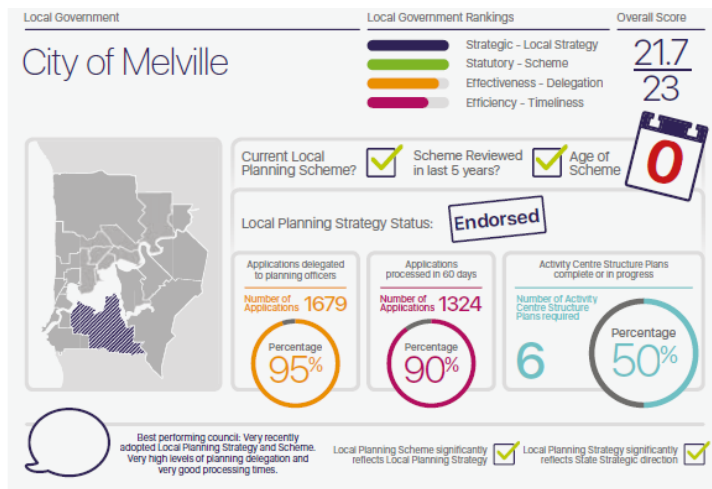 Local Government
Local Government Rankings
Overall Score
City of Melville
Strategic - Local Strategy
Statutory - Scheme
Effectiveness - Delegation
Efficiency - Timeliness
21.7
23
Current Local
Planning Scheme?
Scheme Reviewed
in last 5 years?
Age of
Scheme
0
Local Planning Strategy Status:
Endorsed
Applications delegated
to planning officers
Number of
Applications 1679
Percentage
95%
Applications
processed in 60 days
Number of
Applications 1324
Percentage
90%
Activity Centre Structure Plans
complete or in progress
Number of Activity
Centre Structure
Plans required
6
Percentage
50%
Best performing council: Very recently
adopted Local Planning Strategy and Scheme.
Very high levels of planning delegation and
very good processing times.
Local Planning Scheme significantly
reflects Local Planning Strategy
Local Planning Strategy significantly
reflects State Strategic direction